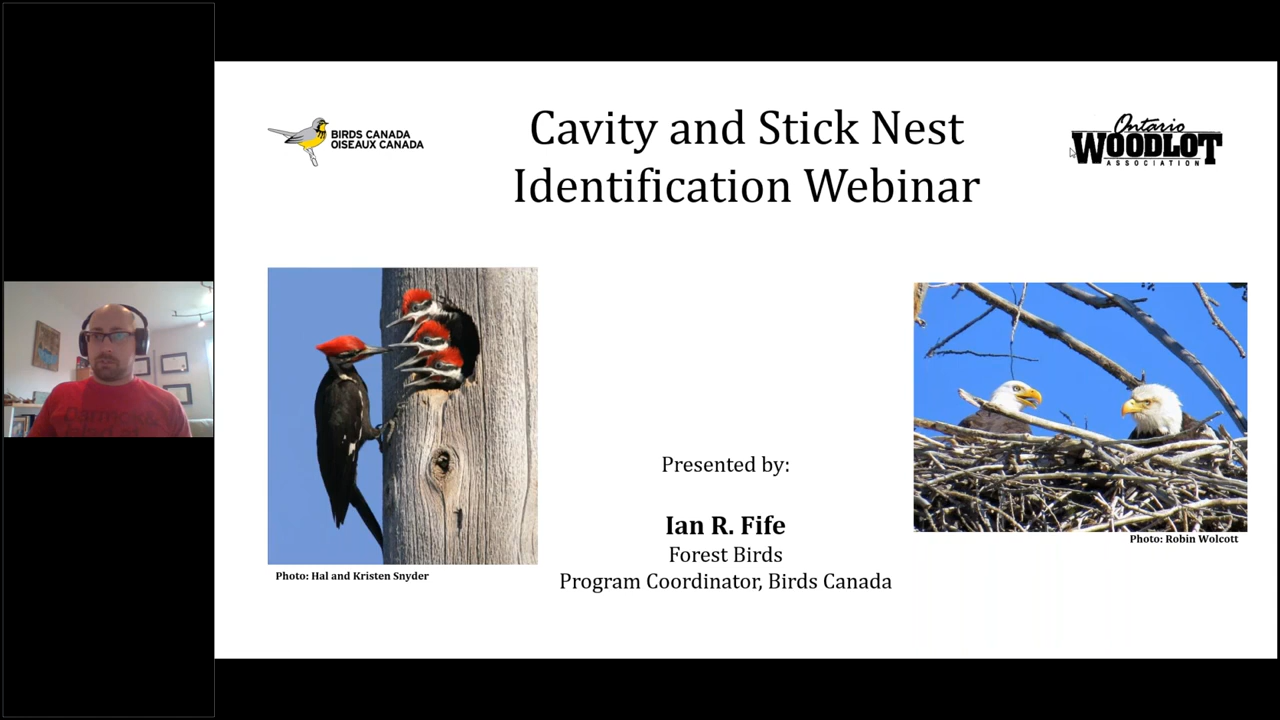 BIRDS CANADA
OISEAUX CANADA
Cavity and Stick Nest
Identification Webinar
Ontario
WOODLOT
ASSOCIATION
Presented by:
Ian R. Fife
Forest Birds
Program Coordinator, Birds Canada
Photo: Hal and Kristen Snyder
Photo: Robin Wolcott